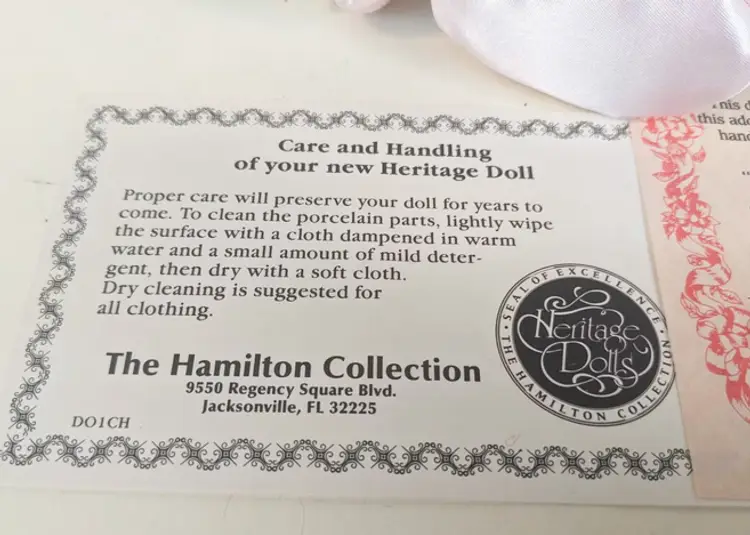 Care and Handling
of your new Heritage Doll
Proper care will preserve your doll for years to
come. To clean the porcelain parts, lightly wipe
the surface with a cloth dampened in warm
water and a small amount of mild deter-
gent, then dry with a soft cloth.
Dry cleaning is suggested for
all clothing.
The Hamilton Collection
9550 Regency Square Blvd.
Jacksonville, FL 32225
DO1CH
· SEAL OF EXCELLENCE ·
Heritage
Dolls
THE HAMILTON COLLECTION
this